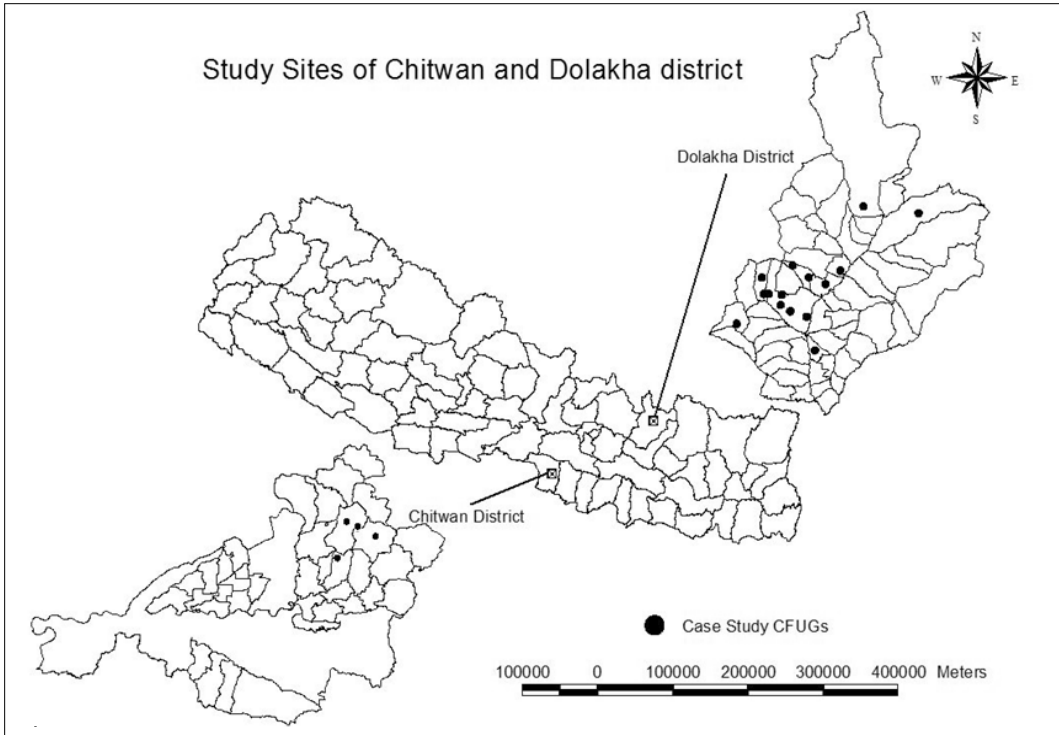 Study Sites of Chitwan and Dolakha district
N
W E
S
Dolakha District
Chitwan District
Case Study CFUGs
100000 0 100000 200000 300000 400000 Meters